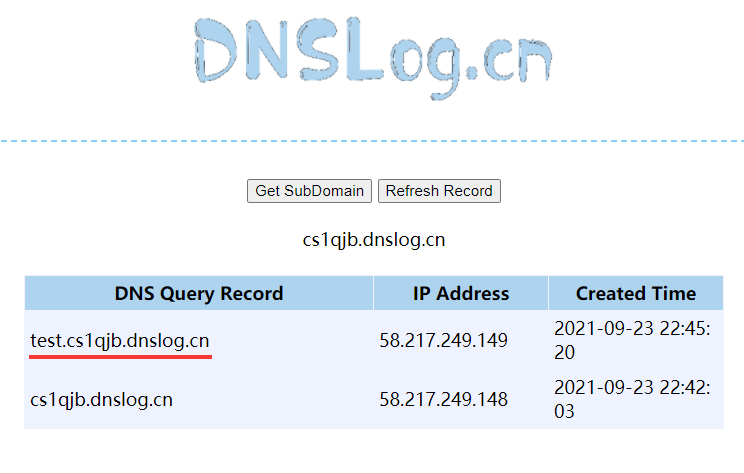 DNSLog.cn
Get SubDomain Refresh Record
cs1qjb.dnslog.cn
DNS Query Record IP Address Created Time
test.cs1qjb.dnslog.cn 58.217.249.149 2021-09-23 22:45:
20
cs1qjb.dnslog.cn 58.217.249.148 2021-09-23 22:42:
03